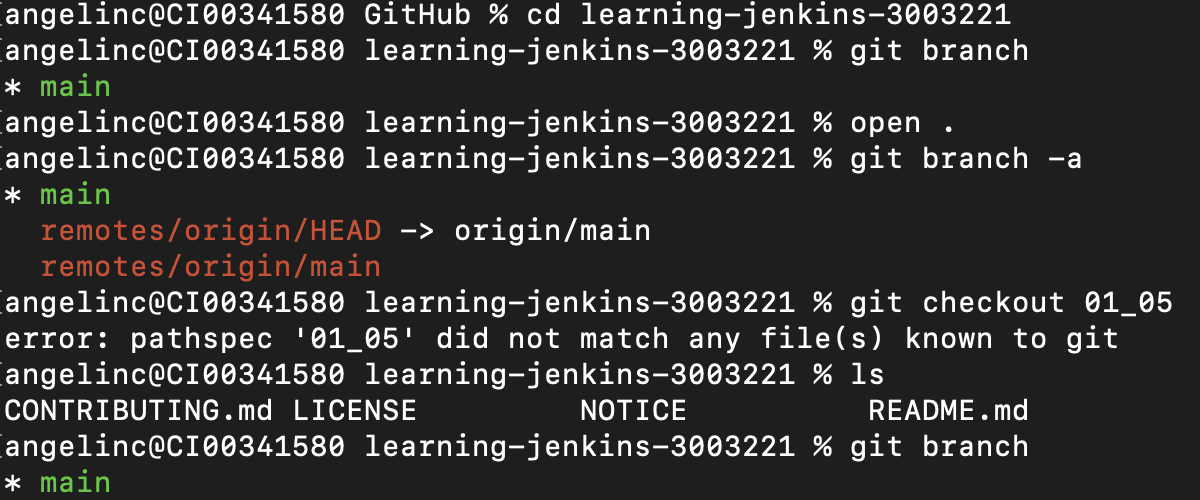 angelinc@CI00341580 GitHub % cd learning-jenkins-3003221
angelinc@CI00341580 learning-jenkins-3003221 % git branch
* main
angelinc@CI00341580 learning-jenkins-3003221 % open .
angelinc@CI00341580 learning-jenkins-3003221 % git branch -a
* main
  remotes/origin/HEAD -> origin/main
  remotes/origin/main
angelinc@CI00341580 learning-jenkins-3003221 % git checkout 01_05
error: pathspec '01_05' did not match any file(s) known to git
angelinc@CI00341580 learning-jenkins-3003221 % ls
CONTRIBUTING.md LICENSE         NOTICE          README.md
angelinc@CI00341580 learning-jenkins-3003221 % git branch
* main